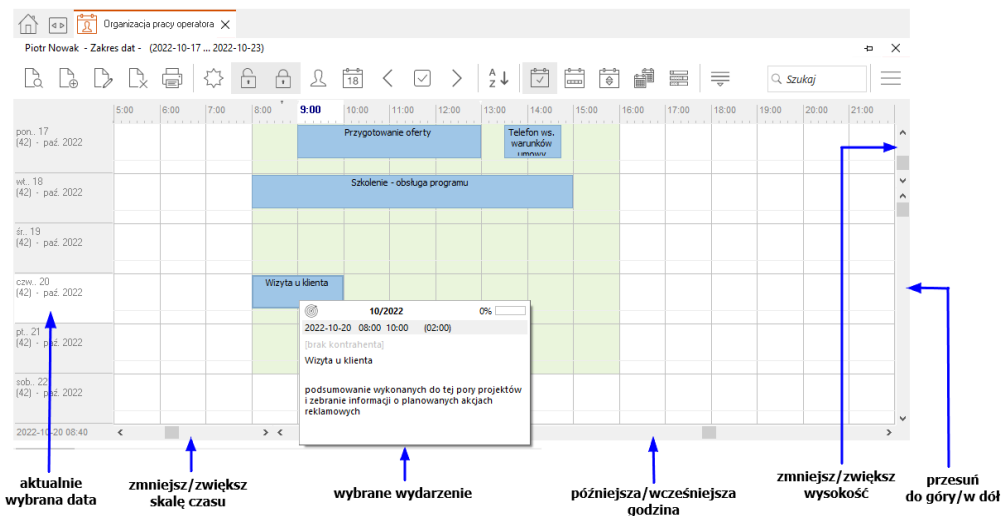 Organizacja pracy operatora
Piotr Nowak - Zakres dat - (2022-10-17 ... 2022-10-23)
18
A
Z
Szukaj
5:00 6:00 7:00 8:00 9:00 10:00 11:00 12:00 13:00 14:00 15:00 16:00 17:00 18:00 19:00 20:00 21:00
pon.. 17
(42) - paź. 2022
Przygotowanie oferty
Telefon ws.
warunków
umowy
wt.. 18
(42) - paź. 2022
Szkolenie - obsługa programu
śr.. 19
(42) - paź. 2022
czw.. 20
(42) - paź. 2022
Wizyta u klienta
10/2022 0%
2022-10-20 08:00 10:00 (02:00)
[brak kontrahenta]
Wizyta u klienta
podsumowanie wykonanych do tej pory projektów
i zebranie informacji o planowanych akcjach
reklamowych
pt.. 21
(42) - paź. 2022
sob.. 22
(42) - paź. 2022
2022-10-20 08:40
aktualnie
wybrana data
zmniejsz/zwiększ
skalę czasu
wybrane wydarzenie
późniejsza/wcześniejsza
godzina
zmniejsz/zwiększ
wysokość
przesuń
do góry/w dół